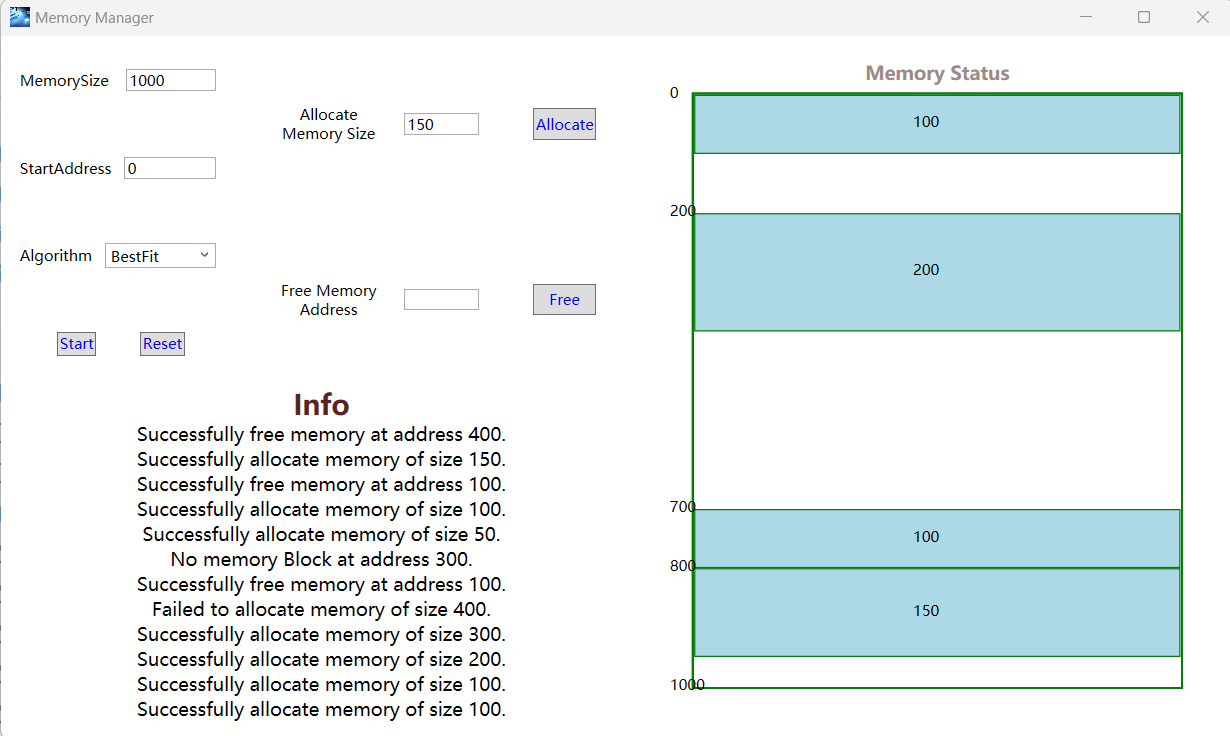 Memory Manager
MemorySize 1000
Allocate
Memory Size
150
Allocate
StartAddress 0
Algorithm BestFit
Free Memory
Address
Free
Start Reset
Info
Successfully free memory at address 400.
Successfully allocate memory of size 150.
Successfully free memory at address 100.
Successfully allocate memory of size 100.
Successfully allocate memory of size 50.
No memory Block at address 300.
Successfully free memory at address 100.
Failed to allocate memory of size 400.
Successfully allocate memory of size 300.
Successfully allocate memory of size 200.
Successfully allocate memory of size 100.
Successfully allocate memory of size 100.
Memory Status
0
100
200
200
700
100
800
150
1000